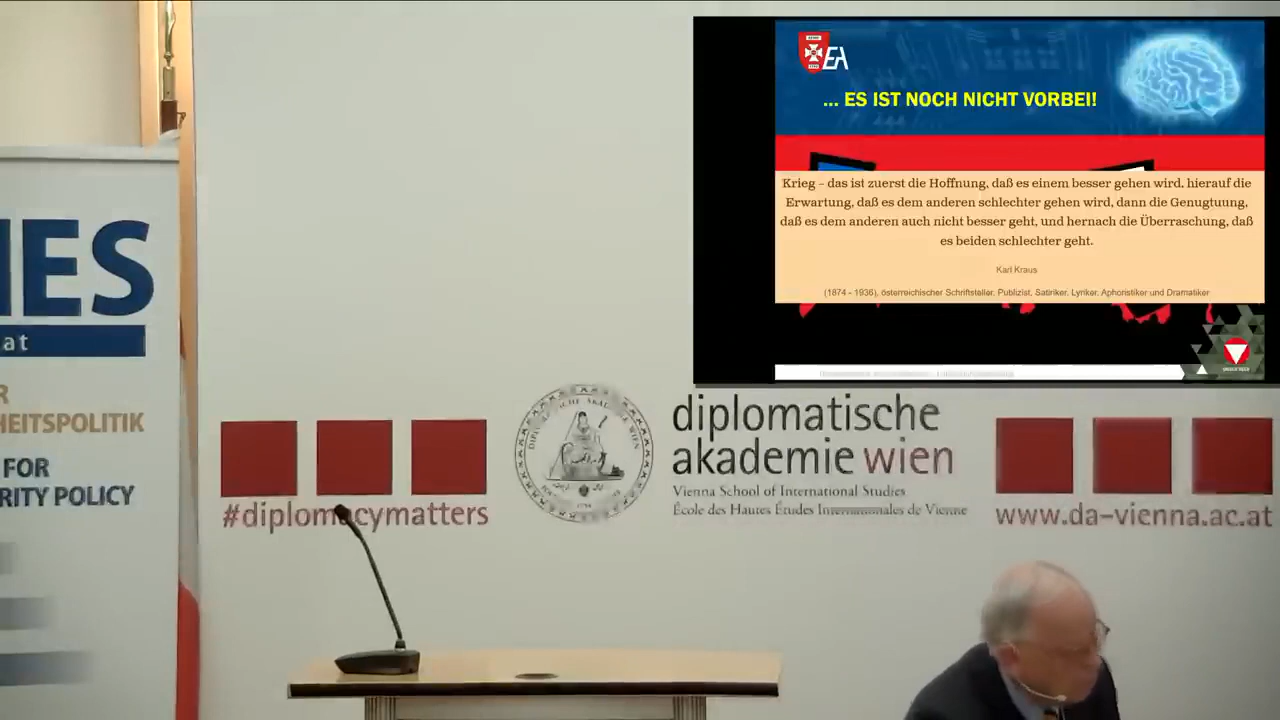 IES
at
R
HEITSPOLITIK
FOR
RITY POLICY
EA
... ES IST NOCH NICHT VORBEI!
Krieg – das ist zuerst die Hoffnung, daß es einem besser gehen wird, hierauf die
Erwartung, daß es dem anderen schlechter gehen wird, dann die Genugtuung,
daß es dem anderen auch nicht besser geht, und hernach die Überraschung, daß
es beiden schlechter geht.
Karl Kraus
(1874 - 1936), österreichischer Schriftsteller, Publizist, Satiriker, Lyriker, Aphoristiker und Dramatiker
#diplomacymatters
diplomatische
akademie wien
Vienna School of International Studies
École des Hautes Études Internationales de Vienne
www.da-vienna.ac.at